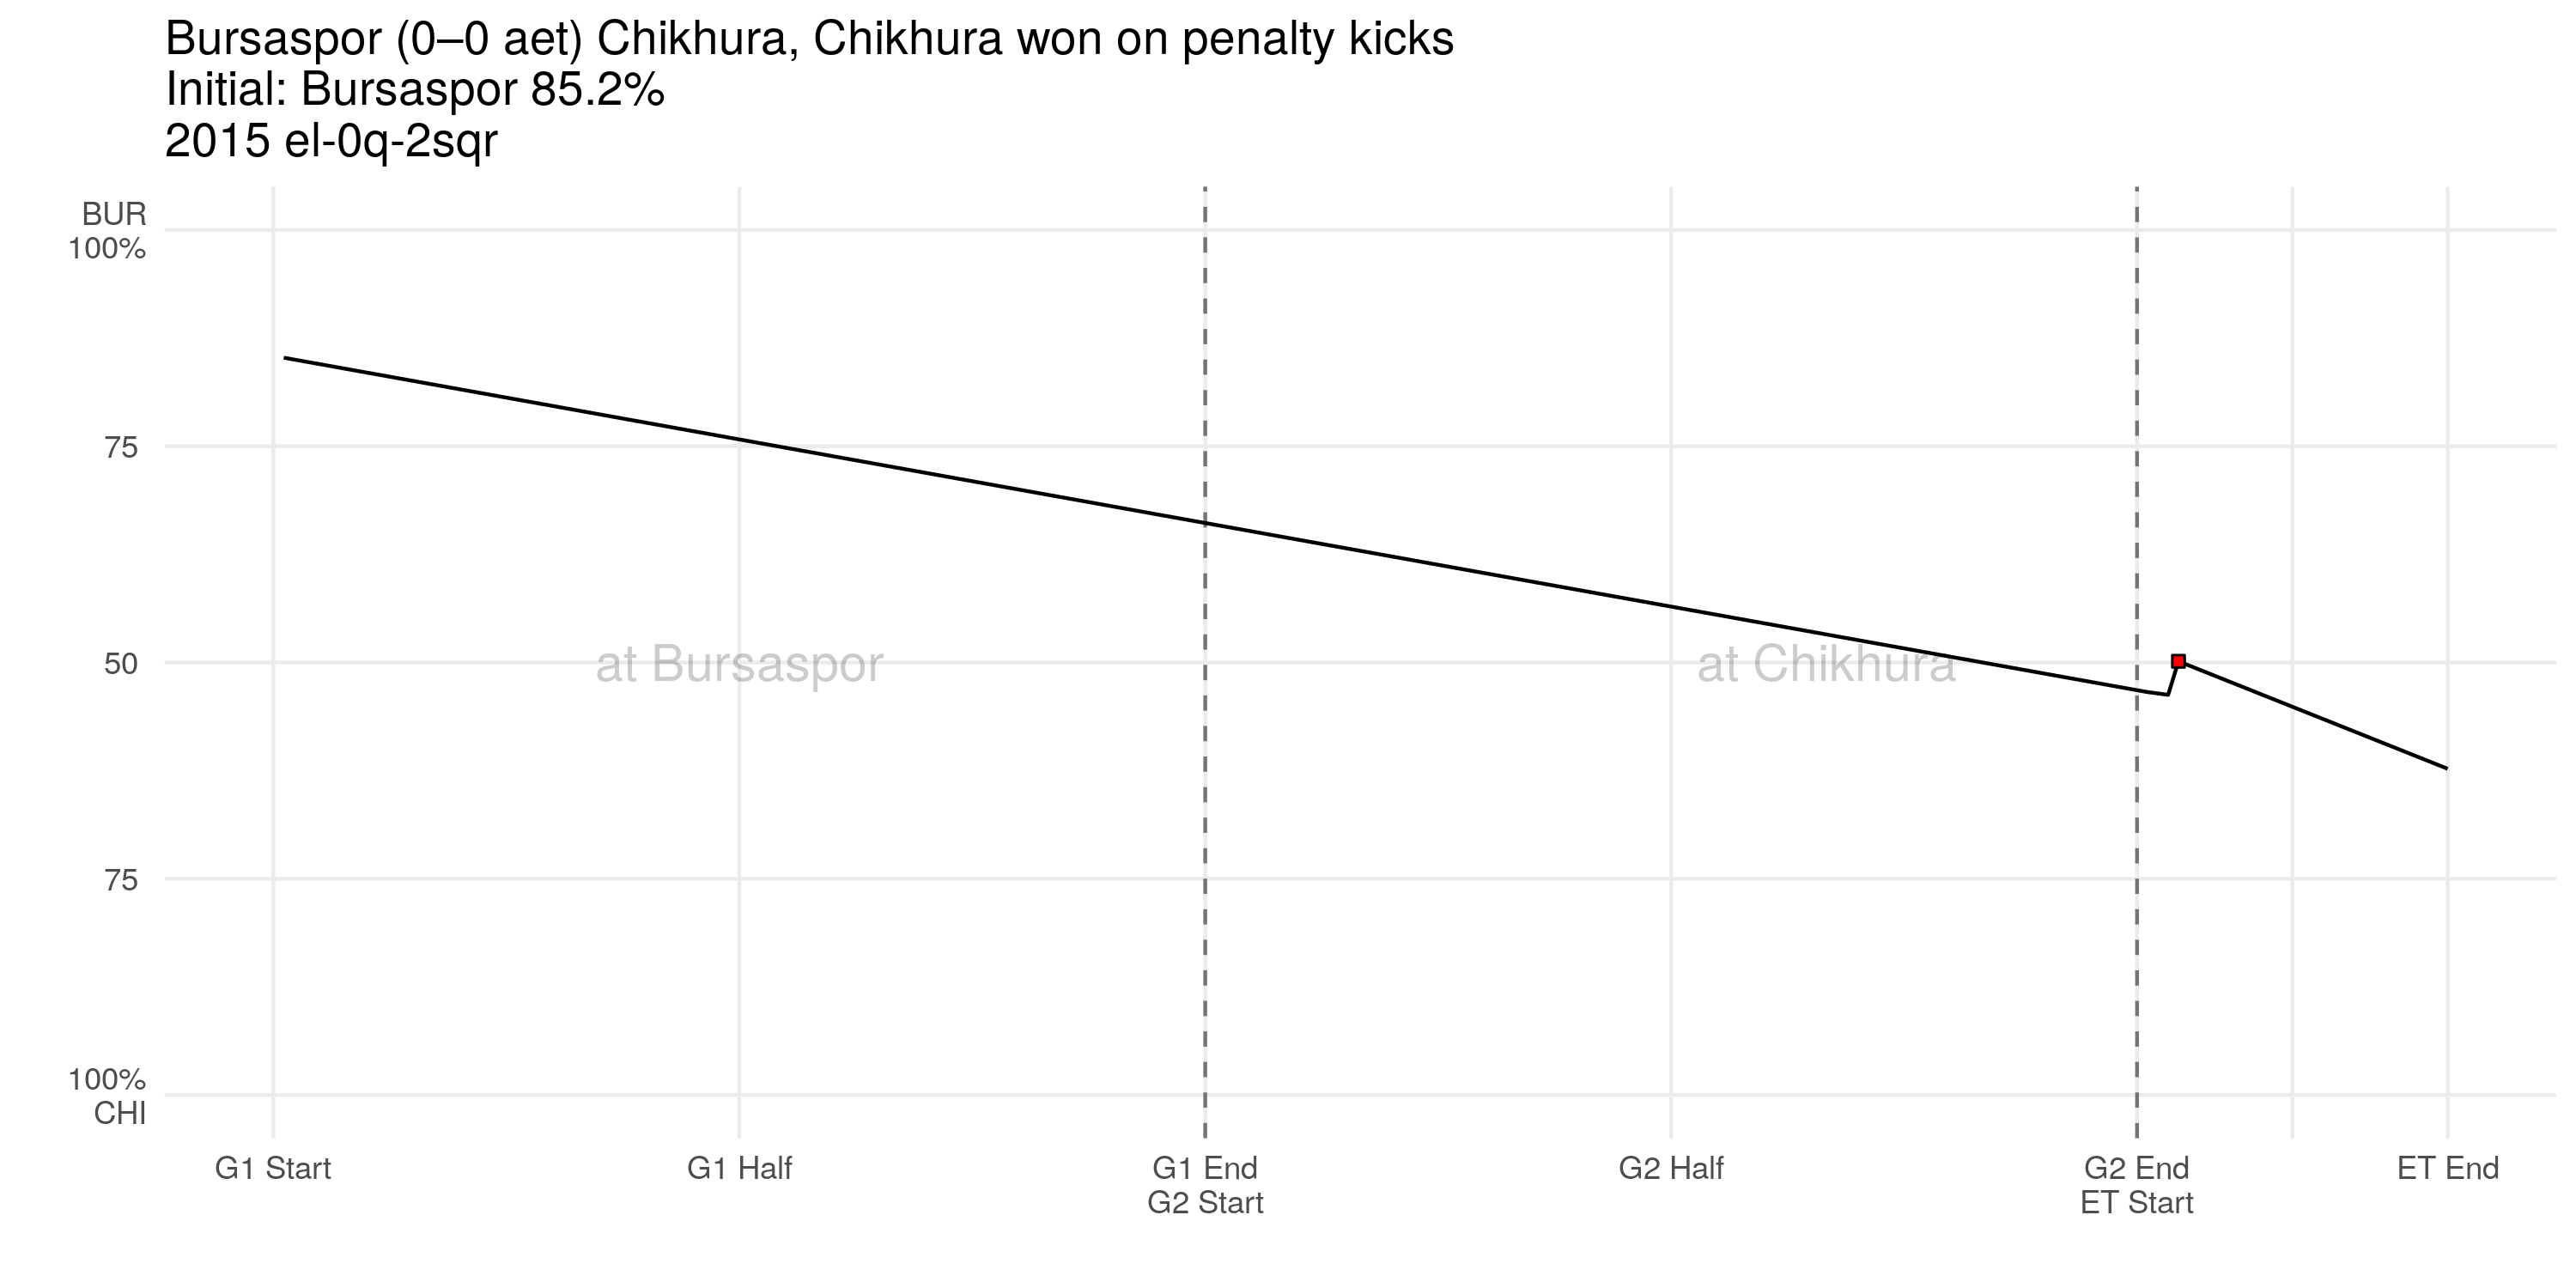 Bursaspor (0–0 aet) Chikhura, Chikhura won on penalty kicks
Initial: Bursaspor 85.2%
2015 el-0q-2sqr
BUR
100%
75
50
75
100%
CHI
at Bursaspor
at Chikhura
G1 Start
G1 Half
G1 End
G2 Start
G2 Half
G2 End
ET Start
ET End